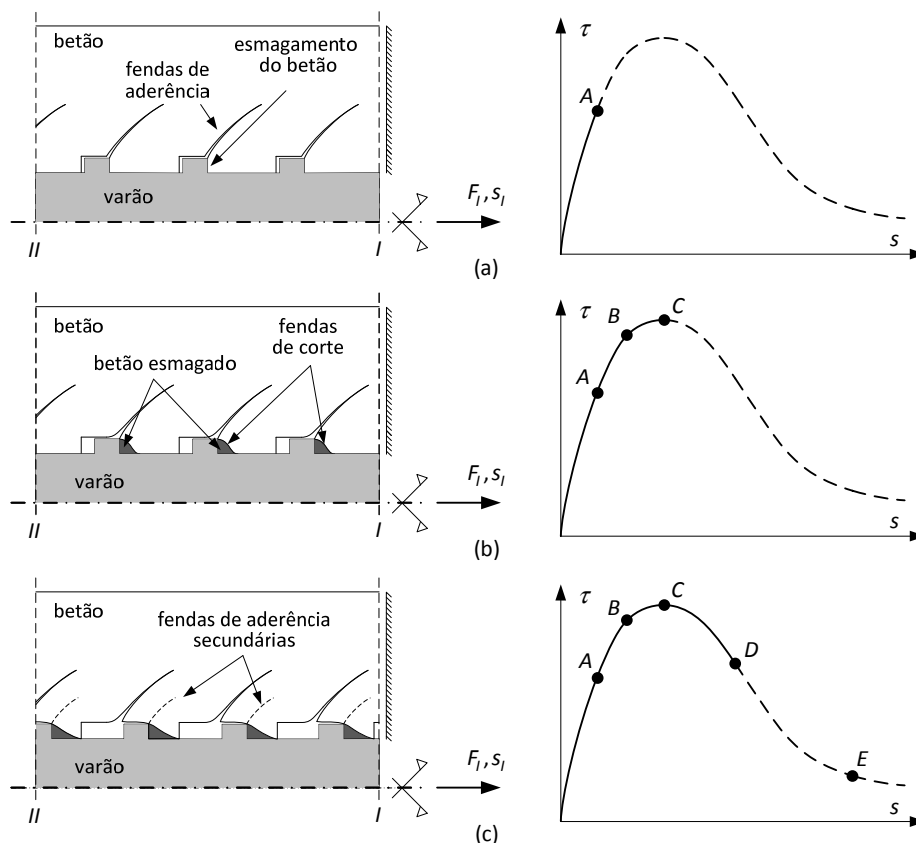 betão
esmagamento
do betão
fendas de
aderência
varão
F_I, s_I
II
I
(a)
τ
A
s
betão
fendas
de corte
betão esmagado
varão
F_I, s_I
II
I
(b)
τ
A
B
C
s
betão
fendas de aderência
secundárias
varão
F_I, s_I
II
I
(c)
τ
A
B
C
D
E
s